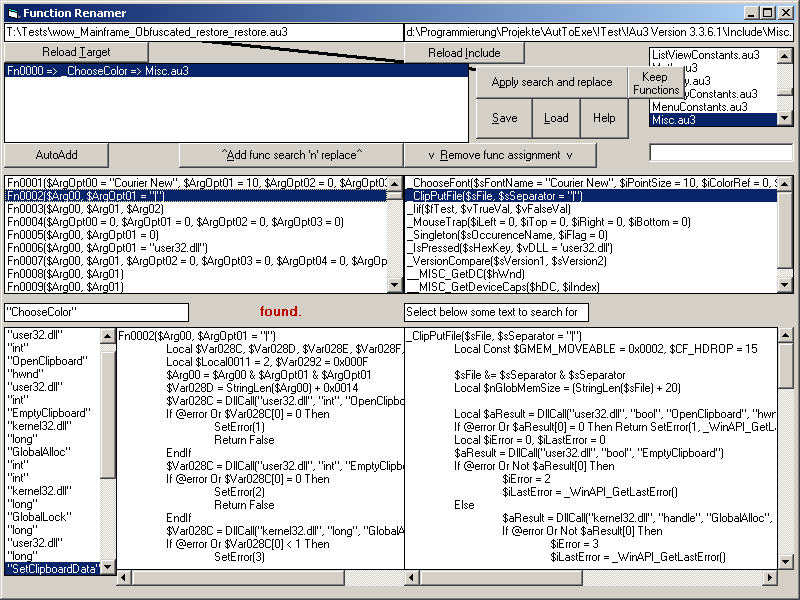 Function Renamer
T:\Tests\wow_Mainframe_Obfuscated_restore_restore.au3
d:\Programmierung\Projekte\AutToExe\!Test\!Au3 Version 3.3.6.1\Include\Misc.
Reload Target
Reload Include
Fn0000 => _ChooseColor => Misc.au3
Apply search and replace
Keep
Functions
Save
Load
Help
ListViewConstants.au3
MenuConstants.au3
Misc.au3
AutoAdd
^Add func search 'n' replace^
v Remove func assignment v
Fn0001($ArgOpt00 = "Courier New", $ArgOpt01 = 10, $ArgOpt02 = 0, $ArgOpt03
Fn0002($Arg00, $ArgOpt01 = "|")
Fn0003($Arg00, $Arg01, $Arg02)
Fn0004($ArgOpt00 = 0, $ArgOpt01 = 0, $ArgOpt02 = 0, $ArgOpt03 = 0)
Fn0005($Arg00, $ArgOpt01 = 0)
Fn0006($Arg00, $ArgOpt01 = "user32.dll")
Fn0007($Arg00, $Arg01, $ArgOpt02 = 0, $ArgOpt03 = 0, $ArgOpt04 = 0, $ArgOp
Fn0008($Arg00, $Arg01)
Fn0009($Arg00, $Arg01)
_ChooseFont($sFontName = "Courier New", $iPointSize = 10, $iColorRef = 0, $
_ClipPutFile($sFile, $sSeparator = "|")
_Iif($fTest, $vTrueVal, $vFalseVal)
_MouseTrap($iLeft = 0, $iTop = 0, $iRight = 0, $iBottom = 0)
_Singleton($sOccurenceName, $iFlag = 0)
_IsPressed($sHexKey, $vDLL = 'user32.dll')
_VersionCompare($sVersion1, $sVersion2)
__MISC_GetDC($hWnd)
__MISC_GetDeviceCaps($hDC, $iIndex)
"ChooseColor"
found.
Select below some text to search for
"user32.dll"
"int"
"OpenClipboard"
"hwnd"
"user32.dll"
"int"
"EmptyClipboard"
"kernel32.dll"
"long"
"GlobalAlloc"
"int"
"int"
"kernel32.dll"
"long"
"GlobalLock"
"long"
"user32.dll"
"long"
"SetClipboardData"
Fn0002($Arg00, $ArgOpt01 = "|")
Local $Var028C, $Var028D, $Var028E, $Var028F,
Local $Local0011 = 2, $Var0292 = 0x000F
$Arg00 = $Arg00 & $ArgOpt01 & $ArgOpt01
$Var028D = StringLen($Arg00) + 0x0014
$Var028C = DllCall("user32.dll", "int", "OpenClipbo
If @error Or $Var028C[0] = 0 Then
SetError(1)
Return False
EndIf
$Var028C = DllCall("user32.dll", "int", "EmptyClipb
If @error Or $Var028C[0] = 0 Then
SetError(2)
Return False
EndIf
$Var028C = DllCall("kernel32.dll", "long", "GlobalA
If @error Or $Var028C[0] < 1 Then
SetError(3)
_ClipPutFile($sFile, $sSeparator = "|")
Local Const $GMEM_MOVEABLE = 0x0002, $CF_HDROP = 15
$sFile &= $sSeparator & $sSeparator
Local $nGlobMemSize = (StringLen($sFile) + 20)
Local $aResult = DllCall("user32.dll", "bool", "OpenClipboard", "hwn
If @error Or $aResult[0] = 0 Then Return SetError(1, _WinAPI_GetL
Local $iError = 0, $iLastError = 0
$aResult = DllCall("user32.dll", "bool", "EmptyClipboard")
If @error Or Not $aResult[0] Then
$iError = 2
$iLastError = _WinAPI_GetLastError()
Else
$aResult = DllCall("kernel32.dll", "handle", "GlobalAlloc",
If @error Or Not $aResult[0] Then
$iError = 3
$iLastError = _WinAPI_GetLastError()